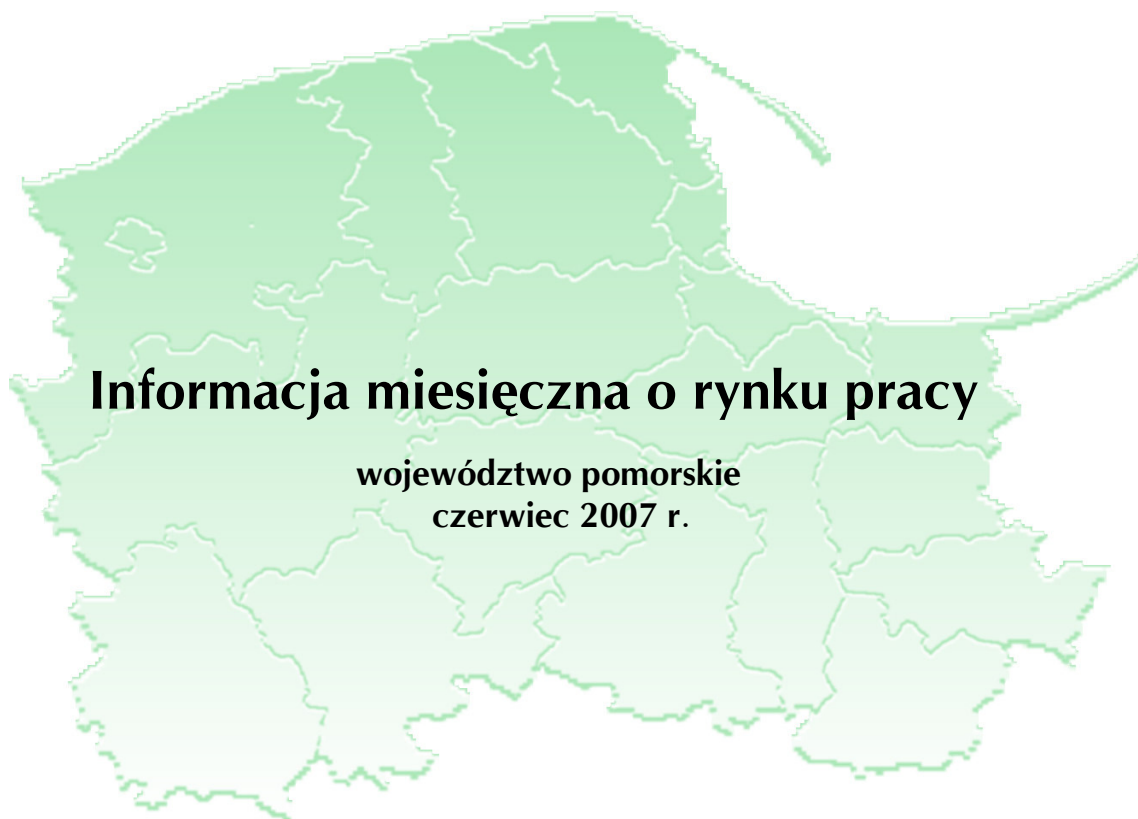 Informacja miesięczna o rynku pracy
województwo pomorskie
czerwiec 2007 r.